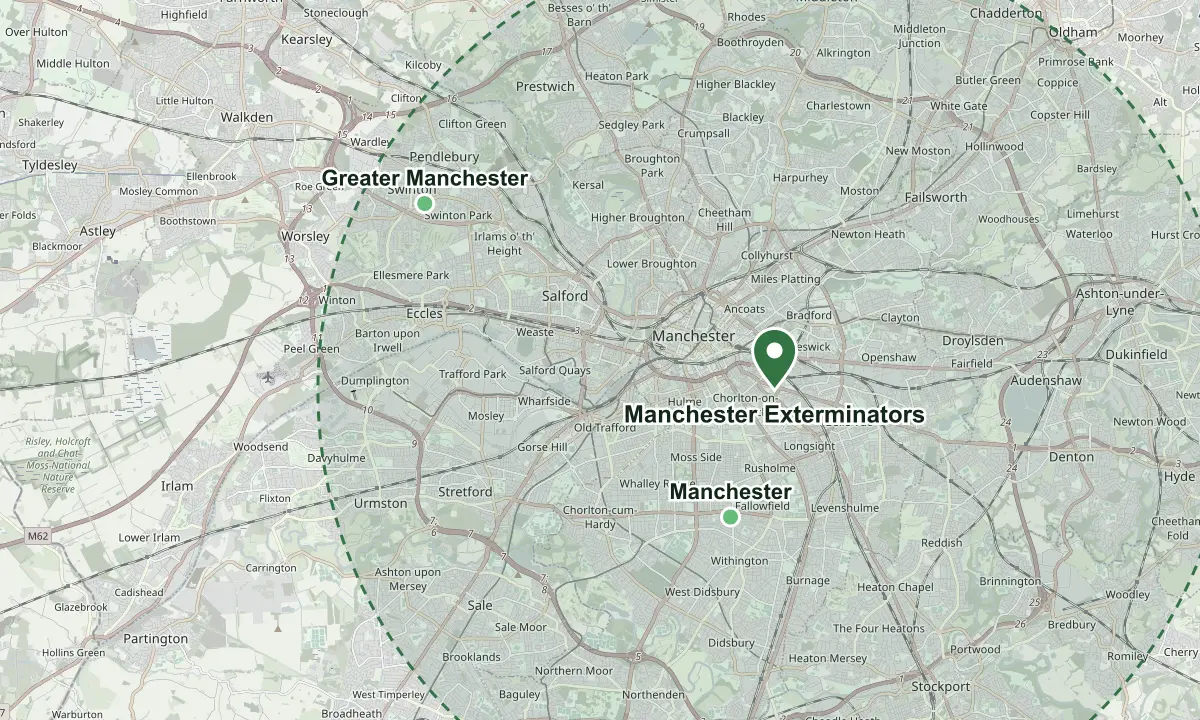 Highfield
Stoneclough
Besses o' th'
Barn
Rhodes
Chadderton
Over Hulton
Kearsley
Boothroyden
Middleton
Junction
Oldham
Moorhey
Middle Hulton
Kilcoby
Alkrington
Primrose Bank
Heaton Park
Prestwich
Higher Blackley
Butler Green
Coppice
Little Hulton
Clifton
Charlestown
White Gate
Alt
Walkden
Clifton Green
Sedgley Park
Blackley
Copster Hill
Shakerley
Crumpsall
Wardley
New Moston
Hollinwood
Tyldesley
Pendlebury
Broughton
Park
Bardsley
Ellenbrook
Harpurhey
Greater Manchester
Mosley Common
Roe Green
Swinton
Kersal
Moston
Failsworth
Boothstown
Swinton Park
Higher Broughton
Cheetham
Hill
Woodhouses
Limehurst
Astley
Worsley
Irlams o' th'
Height
Newton Heath
Waterloo
Hurst Cro
Blackmoor
Lower Broughton
Collyhurst
Ellesmere Park
Miles Platting
Winton
Salford
Ashton-under-
Lyne
Eccles
Ancoats
Bradford
Clayton
Peel Green
Barton upon
Irwell
Weaste
Manchester
eswick
Openshaw
Droylsden
Fairfield
Dukinfield
Dumplington
Trafford Park
Salford Quays
Audenshaw
Wharfside
Hulme
Chorlton-on-
Mosley
Manchester Exterminators
Old Trafford
Newton Wood
Risley, Holcroft
and Chat
Moss National
Nature
Reserve
Woodsend
Davyhulme
Gorse Hill
Moss Side
Longsight
Denton
Rusholme
Hyde
Irlam
Flixton
Urmston
Stretford
Whalley R
Manchester
Fallowfield
Levenshulme
Chorlton-cum-
Hardy
Cheetham
Fold
M62
Lower Irlam
Reddish
Carrington
Withington
Ashton upon
Mersey
Burnage
Heaton Chapel
Brinnington
Cadishead
West Didsbury
Woodley
Glazebrook
Sale
Sale Moor
The Four Heatons
Bredbury
Partington
Didsbury
Hollins Green
Brooklands
Heaton Mersey
Portwood
Romiley
Cherry
Northern Moor
West Timperley
Baguley
Northenden
Stockport
Warburton
Broadheath